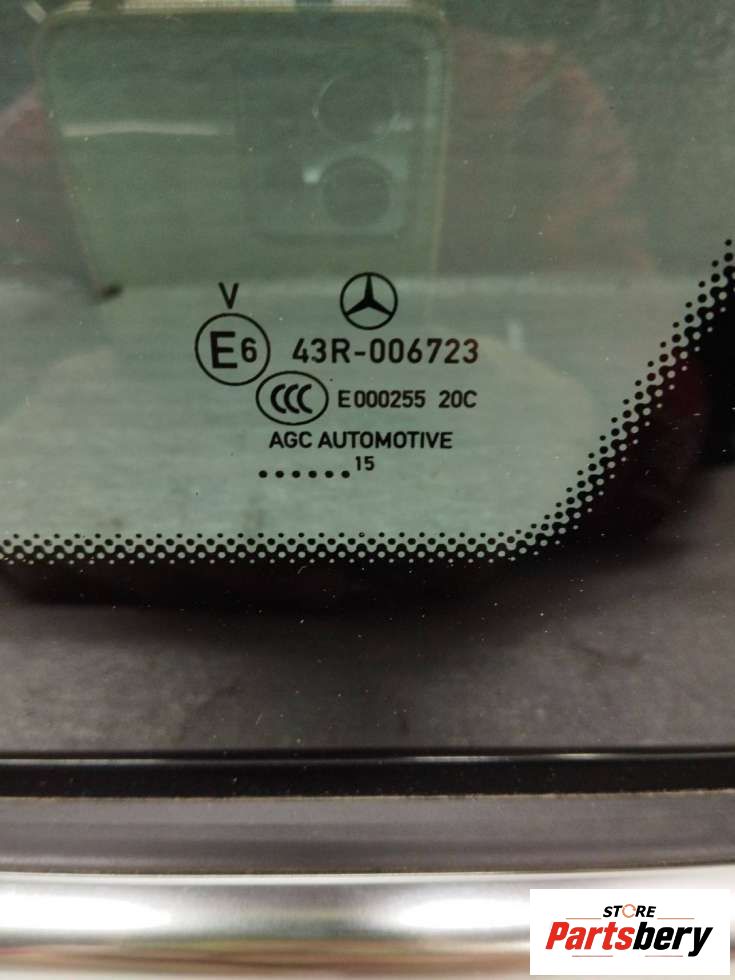 V
E6 43R-006723
CCC E000255 20C
AGC AUTOMOTIVE
...... 15
STORE
Partsbery